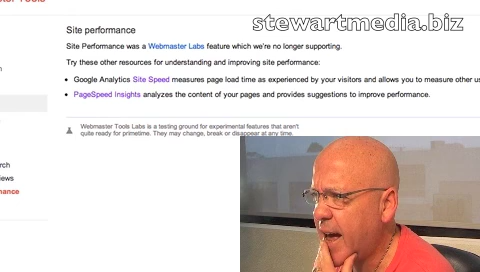 stewartmedia.biz
Site performance
Site Performance was a Webmaster Labs feature which we're no longer supporting.
Try these other resources for understanding and improving site performance:
Google Analytics Site Speed measures page load time as experienced by your visitors and allows you to measure other
PageSpeed Insights analyzes the content of your pages and provides suggestions to improve performance.
Webmaster Tools Labs is a testing ground for experimental features that aren't
quite ready for primetime. They may change, break or disappear at any time.